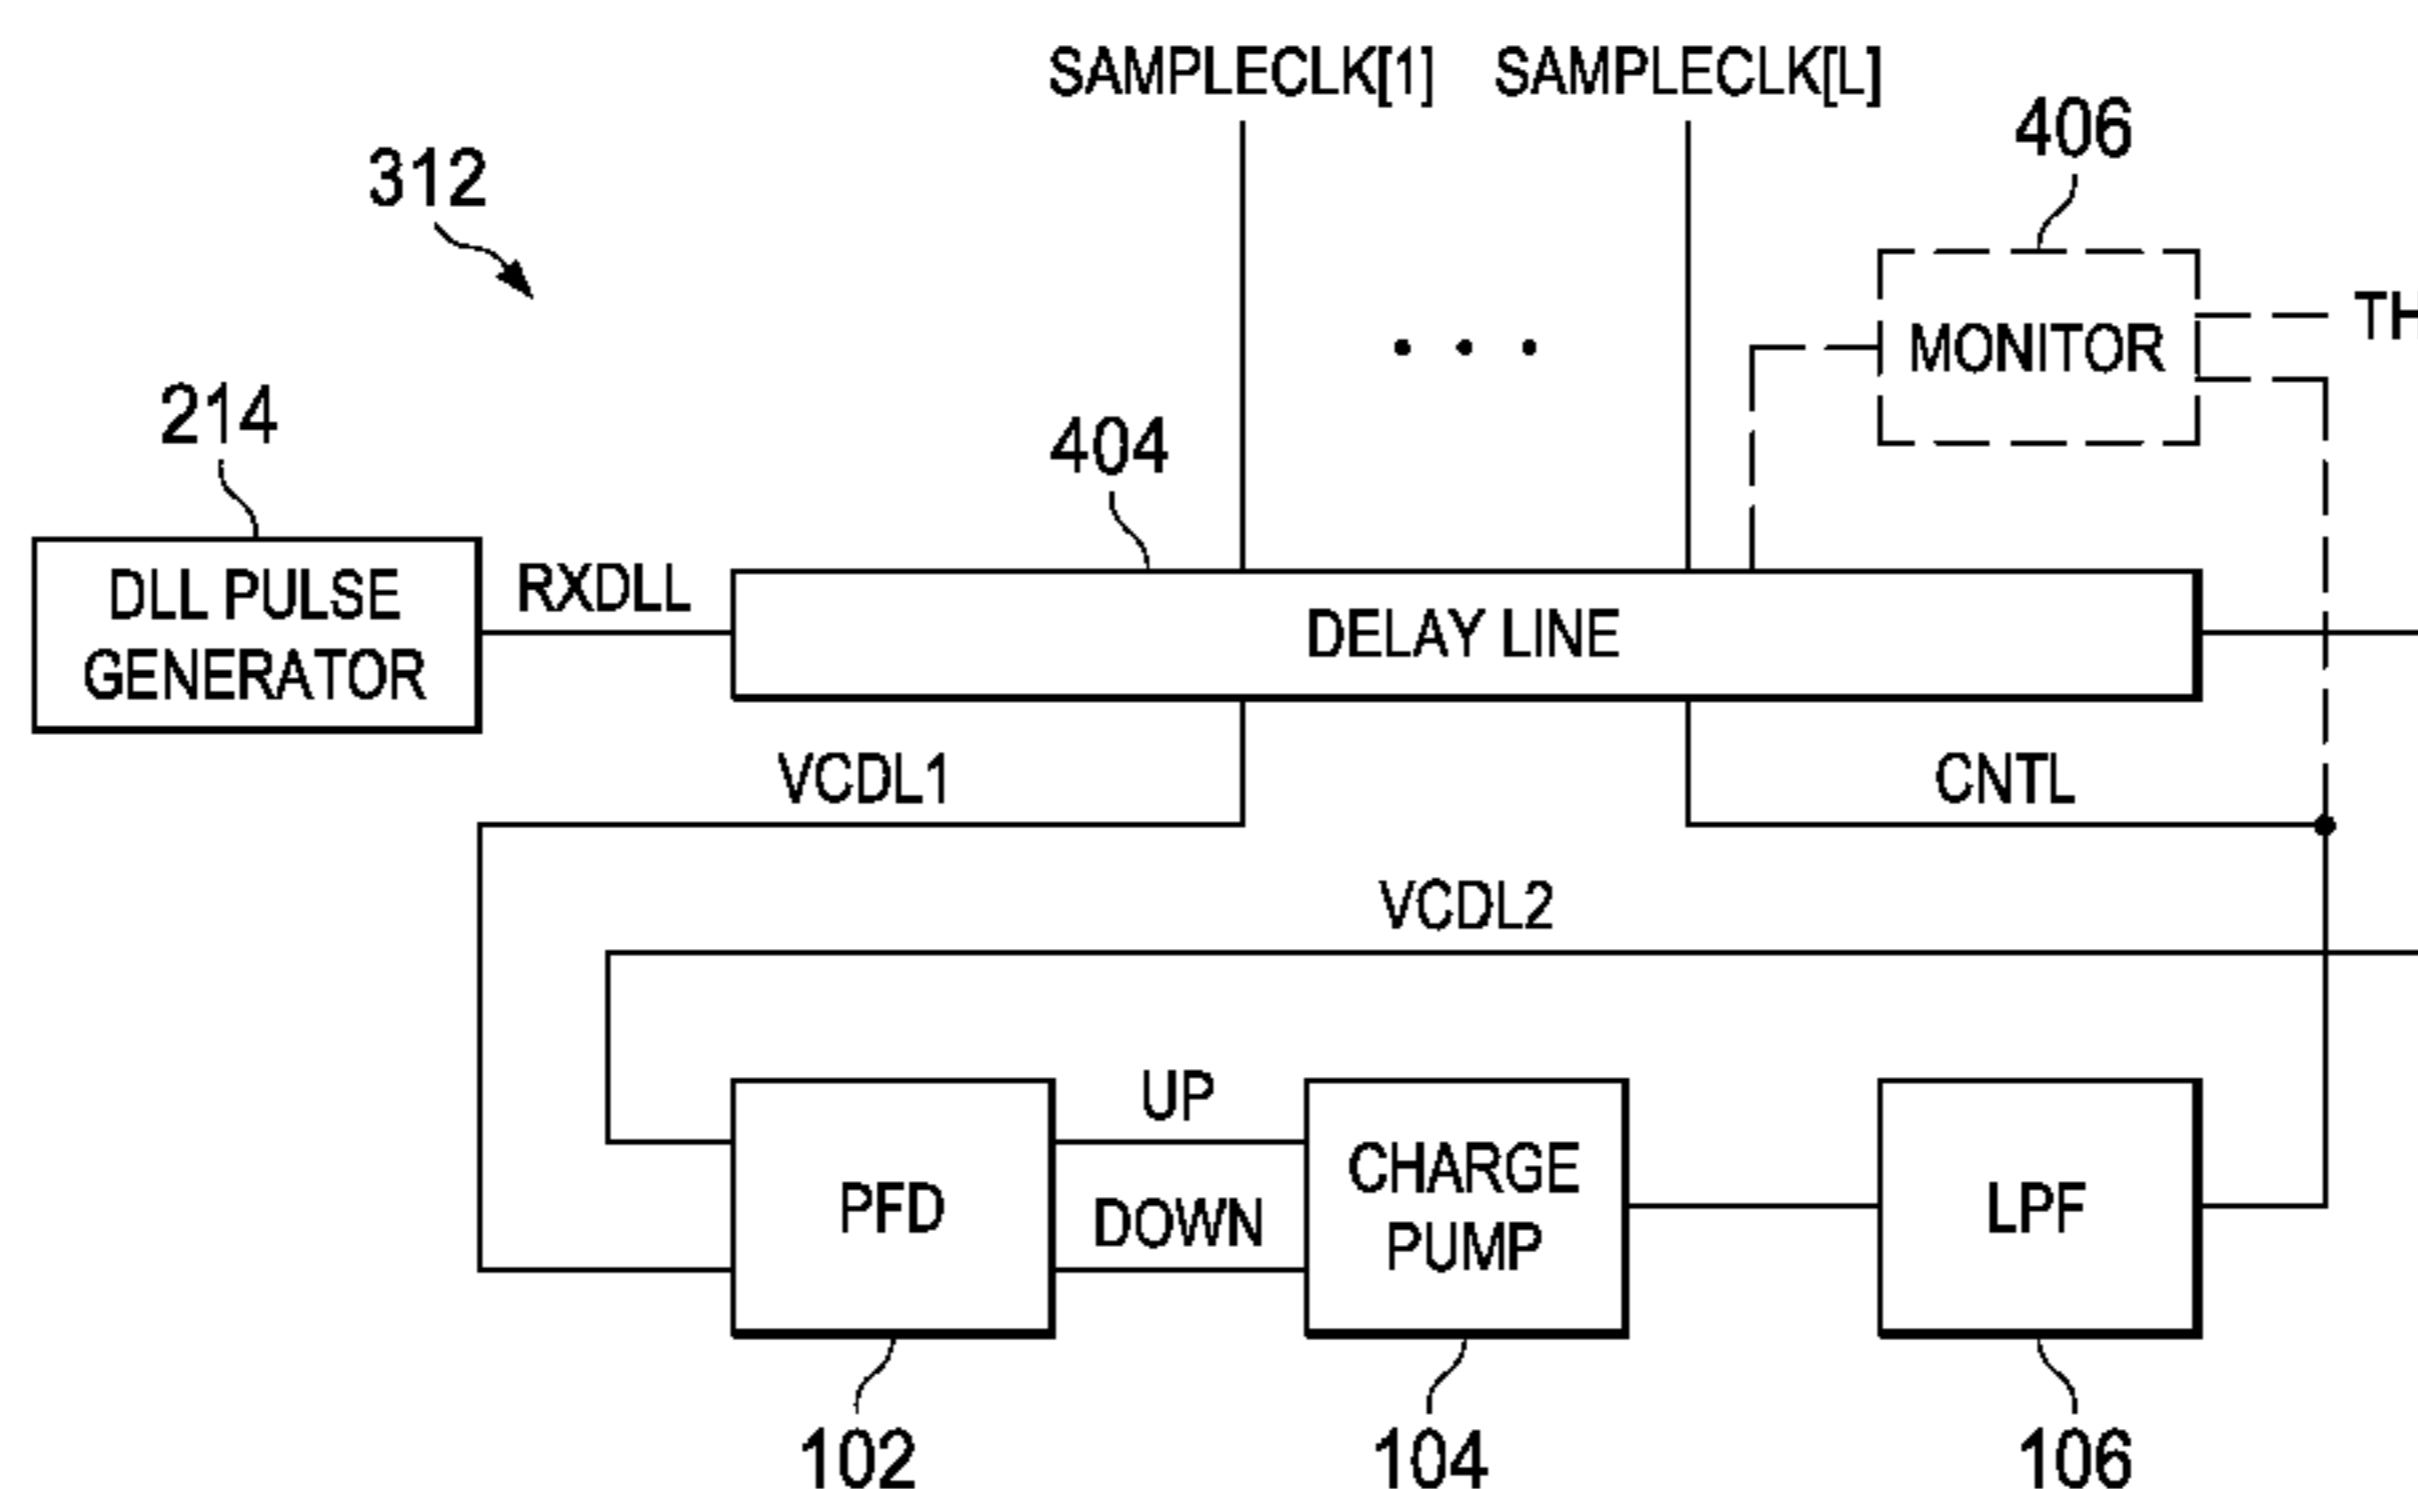 SAMPLECLK[1] SAMPLECLK[L]
406
312
TH
MONITOR
214
404
DLL PULSE
GENERATOR
RXDLL
DELAY LINE
VCDL1
CNTL
VCDL2
UP
DOWN
PFD
CHARGE
PUMP
LPF
102
104
106